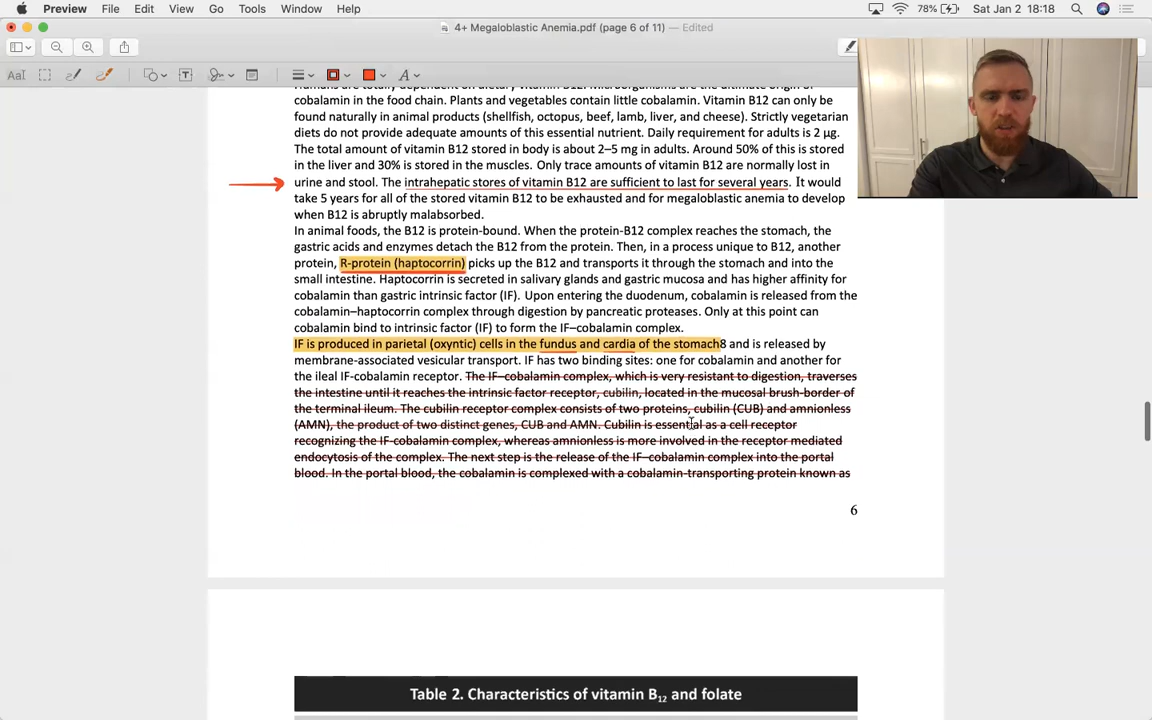 Preview File Edit View Go Tools Window Help 78% Sat Jan 2 18:18
4+ Megaloblastic Anemia.pdf (page 6 of 11) — Edited
AaI
A
cobalamin in the food chain. Plants and vegetables contain little cobalamin. Vitamin B12 can only be
found naturally in animal products (shellfish, octopus, beef, lamb, liver, and cheese). Strictly vegetarian
diets do not provide adequate amounts of this essential nutrient. Daily requirement for adults is 2 μg.
The total amount of vitamin B12 stored in body is about 2–5 mg in adults. Around 50% of this is stored
in the liver and 30% is stored in the muscles. Only trace amounts of vitamin B12 are normally lost in
urine and stool. The intrahepatic stores of vitamin B12 are sufficient to last for several years. It would
take 5 years for all of the stored vitamin B12 to be exhausted and for megaloblastic anemia to develop
when B12 is abruptly malabsorbed.
In animal foods, the B12 is protein-bound. When the protein-B12 complex reaches the stomach, the
gastric acids and enzymes detach the B12 from the protein. Then, in a process unique to B12, another
protein, R-protein (haptocorrin) picks up the B12 and transports it through the stomach and into the
small intestine. Haptocorrin is secreted in salivary glands and gastric mucosa and has higher affinity for
cobalamin than gastric intrinsic factor (IF). Upon entering the duodenum, cobalamin is released from the
cobalamin–haptocorrin complex through digestion by pancreatic proteases. Only at this point can
cobalamin bind to intrinsic factor (IF) to form the IF–cobalamin complex.
IF is produced in parietal (oxyntic) cells in the fundus and cardia of the stomach8 and is released by
membrane-associated vesicular transport. IF has two binding sites: one for cobalamin and another for
the ileal IF-cobalamin receptor. The IF–cobalamin complex, which is very resistant to digestion, traverses
the intestine until it reaches the intrinsic factor receptor, cubilin, located in the mucosal brush-border of
the terminal ileum. The cubilin receptor complex consists of two proteins, cubilin (CUB) and amnionless
(AMN), the product of two distinct genes, CUB and AMN. Cubilin is essential as a cell receptor
recognizing the IF-cobalamin complex, whereas amnionless is more involved in the receptor mediated
endocytosis of the complex. The next step is the release of the IF–cobalamin complex into the portal
blood. In the portal blood, the cobalamin is complexed with a cobalamin-transporting protein known as
6
Table 2. Characteristics of vitamin B12 and folate